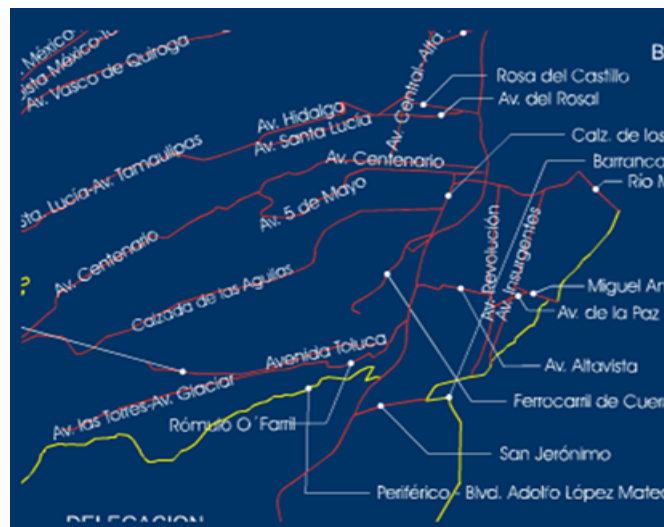 México-
Av. Vasco de Quiroga
Av. Central-Alta
Rosa del Castillo
Av. del Rosal
Av. Hidalgo
Av. Santa Lucía
Calz. de los
Av. Centenario
Barranca
Lucía-Av. Tamaulipas
Río M
Av. 5 de Mayo
Av. Revolución
Av. Insurgentes
Av. Centenario
Calzada de las Aguilas
Miguel An
Av. de la Paz
Avenida Toluca
Av. Altavista
Av. las Torres-Av. Glaciar
Ferrocarril de Cuer
Rómulo O´Farril
San Jerónimo
Periférico - Blvd. Adolfo López Mateo
DELEGACION